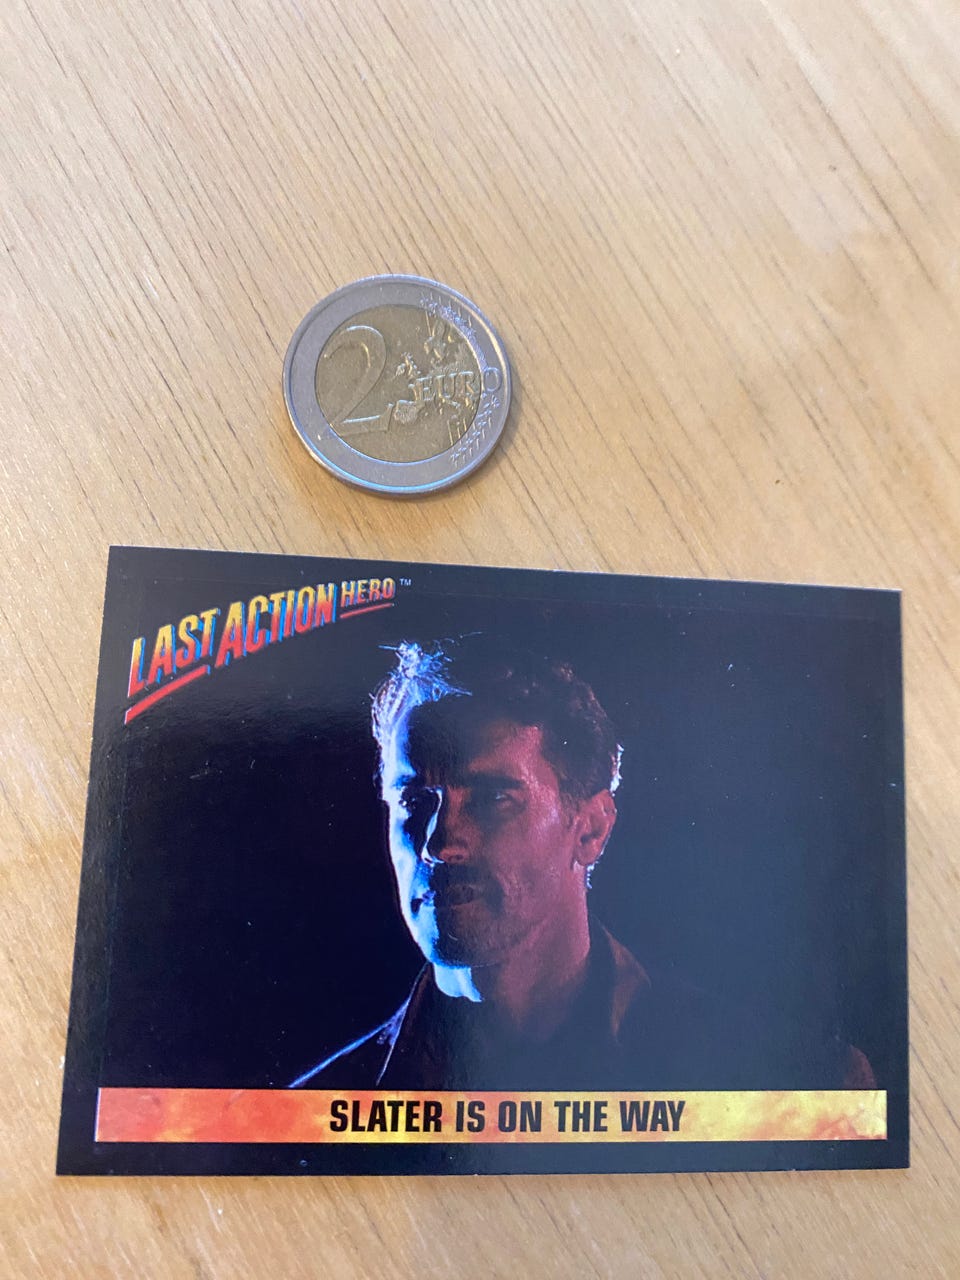 2 EURO
LAST ACTION HERO™
SLATER IS ON THE WAY